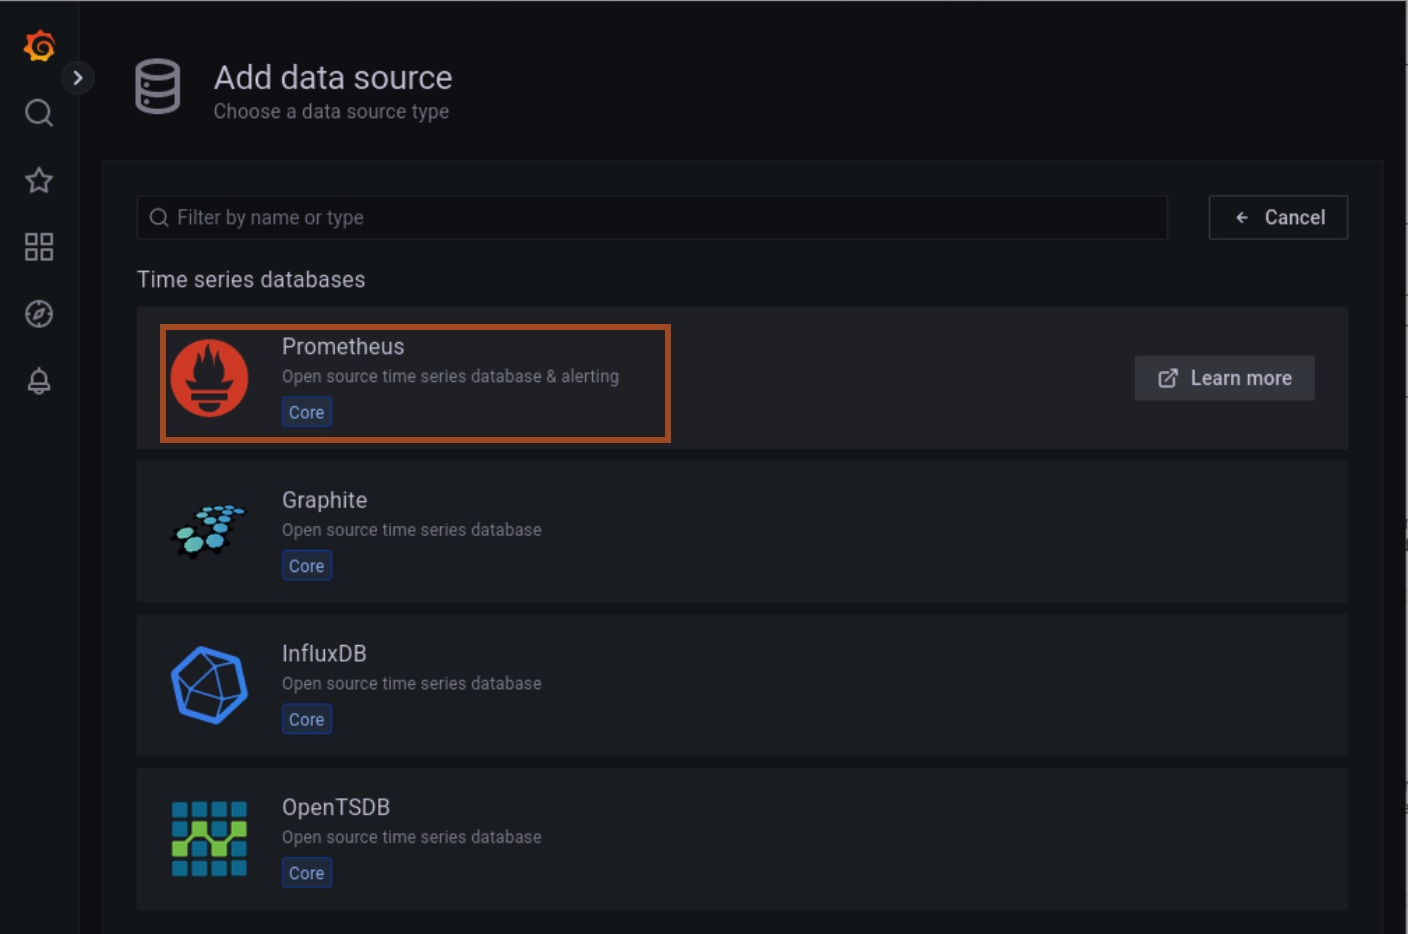 Add data source
Choose a data source type
Filter by name or type
Cancel
Time series databases
Prometheus
Open source time series database & alerting
Core
Learn more
Graphite
Open source time series database
Core
InfluxDB
Open source time series database
Core
OpenTSDB
Open source time series database
Core